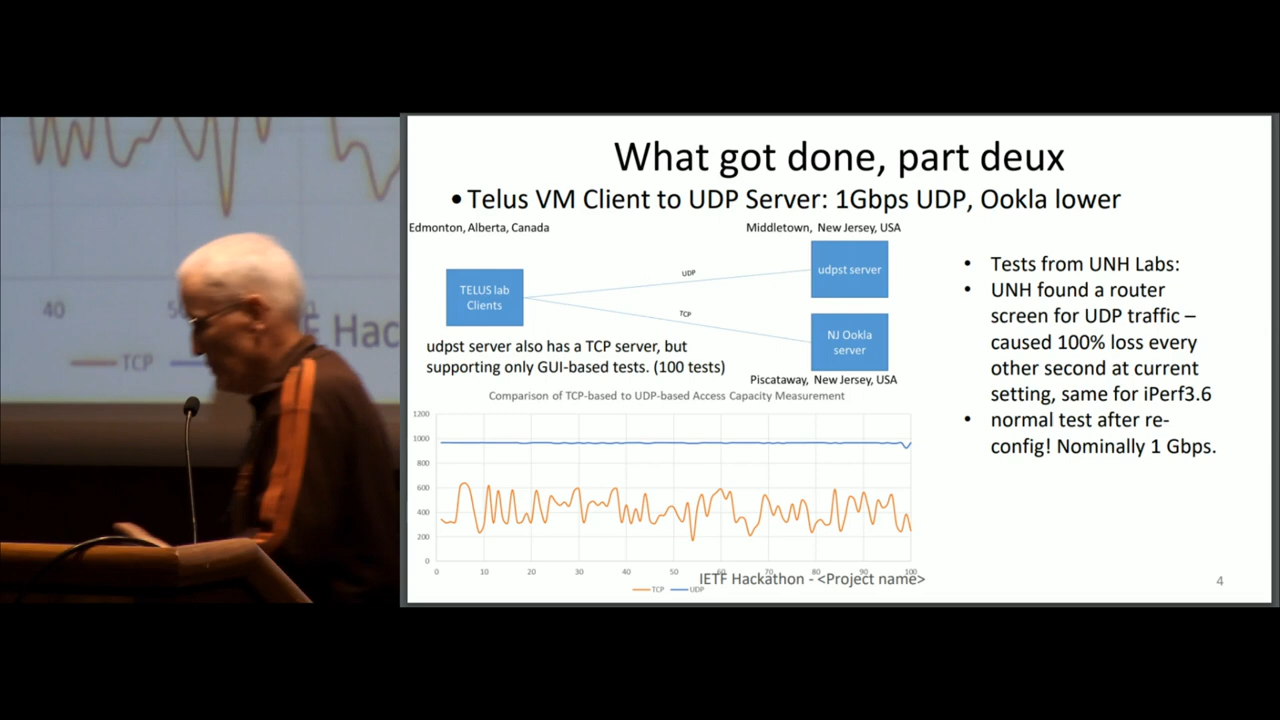 40
TCP
Hac
What got done, part deux
• Telus VM Client to UDP Server: 1Gbps UDP, Ookla lower
Edmonton, Alberta, Canada
Middletown, New Jersey, USA
TELUS lab
Clients
UDP
TCP
udpst server
NJ Ookla
server
udpst server also has a TCP server, but
supporting only GUI-based tests. (100 tests)
Piscataway, New Jersey, USA
Comparison of TCP-based to UDP-based Access Capacity Measurement
1200
1000
800
600
400
200
0
0 10 20 30 40 50 60 70 80 90 100
TCP UDP
• Tests from UNH Labs:
• UNH found a router
screen for UDP traffic –
caused 100% loss every
other second at current
setting, same for iPerf3.6
• normal test after re-
config! Nominally 1 Gbps.
IETF Hackathon - <Project name>
4